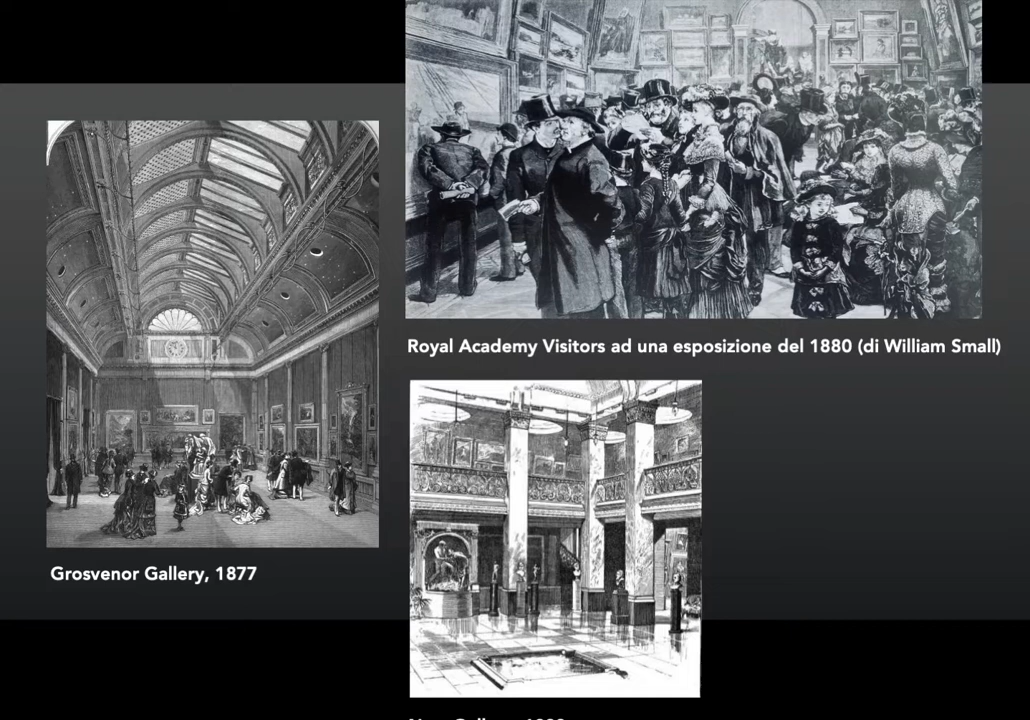 Royal Academy Visitors ad una esposizione del 1880 (di William Small)
Grosvenor Gallery, 1877